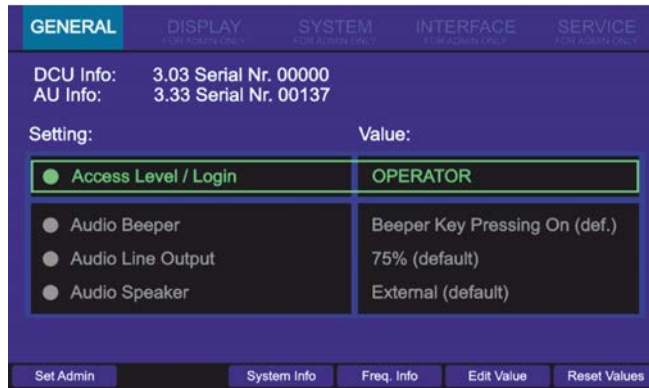 GENERAL DISPLAY SYSTEM INTERFACE SERVICE
FOR ADMIN ONLY FOR ADMIN ONLY FOR ADMIN ONLY FOR ADMIN ONLY
DCU Info: 3.03 Serial Nr. 00000
AU Info: 3.33 Serial Nr. 00137
Setting: Value:
Access Level / Login OPERATOR
Audio Beeper Beeper Key Pressing On (def.)
Audio Line Output 75% (default)
Audio Speaker External (default)
Set Admin System Info Freq. Info Edit Value Reset Values